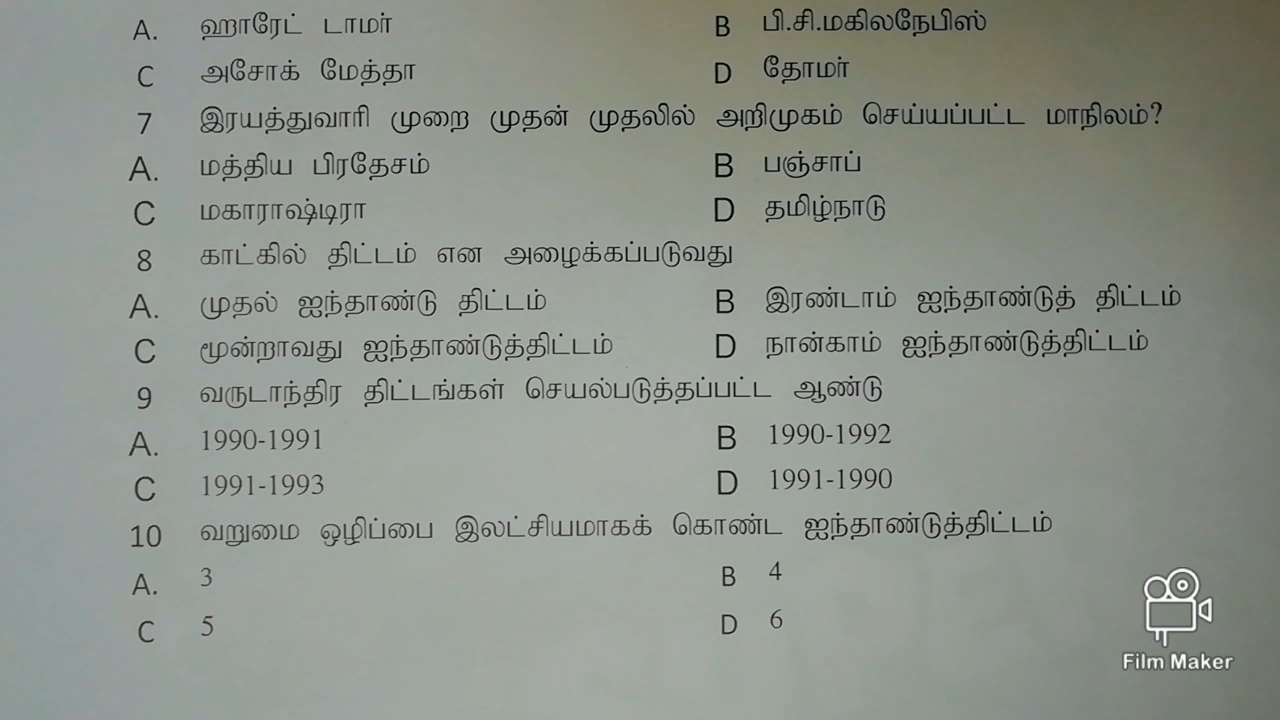 A. ஹாரேட் டாமர் B பி.சி.மகிலநேபிஸ்
C அசோக் மேத்தா D தோமர்
7 இரயத்துவாரி முறை முதன் முதலில் அறிமுகம் செய்யப்பட்ட மாநிலம்?
A. மத்திய பிரதேசம் B பஞ்சாப்
C மகாராஷ்டிரா D தமிழ்நாடு
8 காட்கில் திட்டம் என அழைக்கப்படுவது
A. முதல் ஐந்தாண்டு திட்டம் B இரண்டாம் ஐந்தாண்டுத் திட்டம்
C மூன்றாவது ஐந்தாண்டுத்திட்டம் D நான்காம் ஐந்தாண்டுத்திட்டம்
9 வருடாந்திர திட்டங்கள் செயல்படுத்தப்பட்ட ஆண்டு
A. 1990-1991 B 1990-1992
C 1991-1993 D 1991-1990
10 வறுமை ஒழிப்பை இலட்சியமாகக் கொண்ட ஐந்தாண்டுத்திட்டம்
A. 3 B 4
C 5 D 6
Film Maker